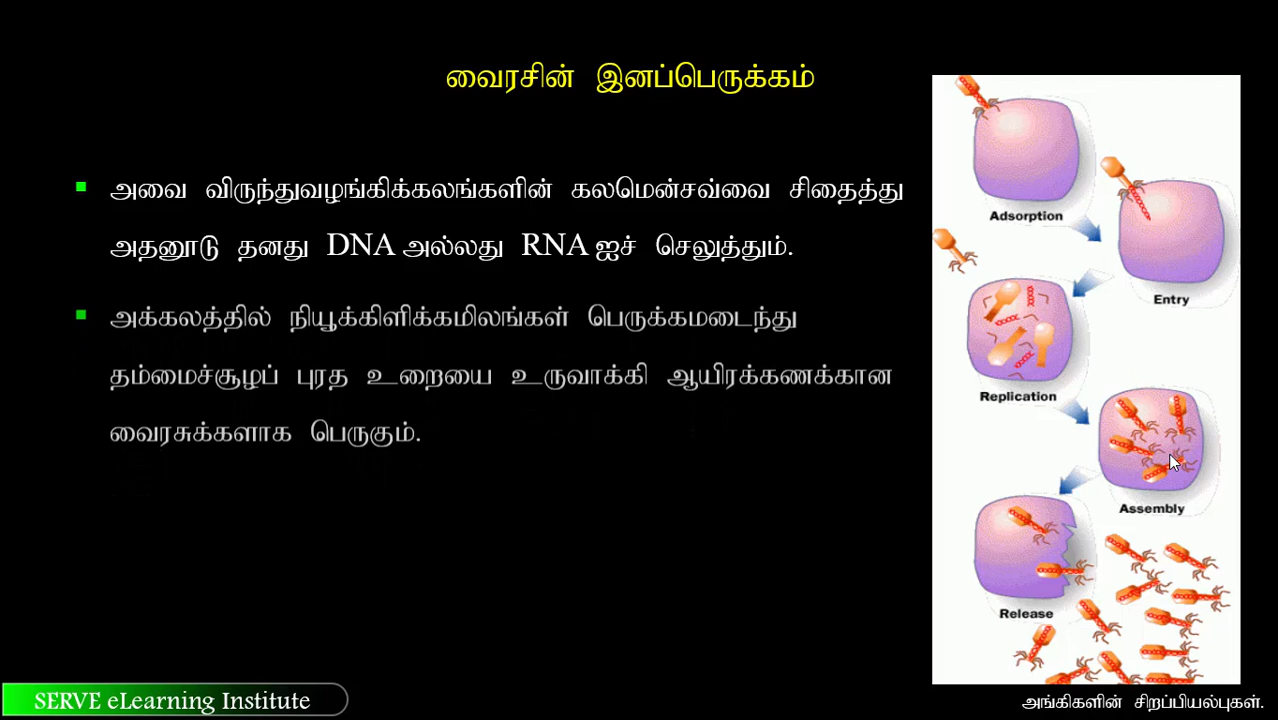 வைரசின் இனப்பெருக்கம்
அவை விருந்துவழங்கிக்கலங்களின் கலமென்சவ்வை சிதைத்து
அதனூடு தனது DNA அல்லது RNA ஐச் செலுத்தும்.
அக்கலத்தில் நியூக்கிளிக்கமிலங்கள் பெருக்கமடைந்து
தம்மைச்சூழப் புரத உறையை உருவாக்கி ஆயிரக்கணக்கான
வைரசுக்களாக பெருகும்.
Adsorption
Entry
Replication
Assembly
Release
SERVE eLearning Institute
அங்கிகளின் சிறப்பியல்புகள்.